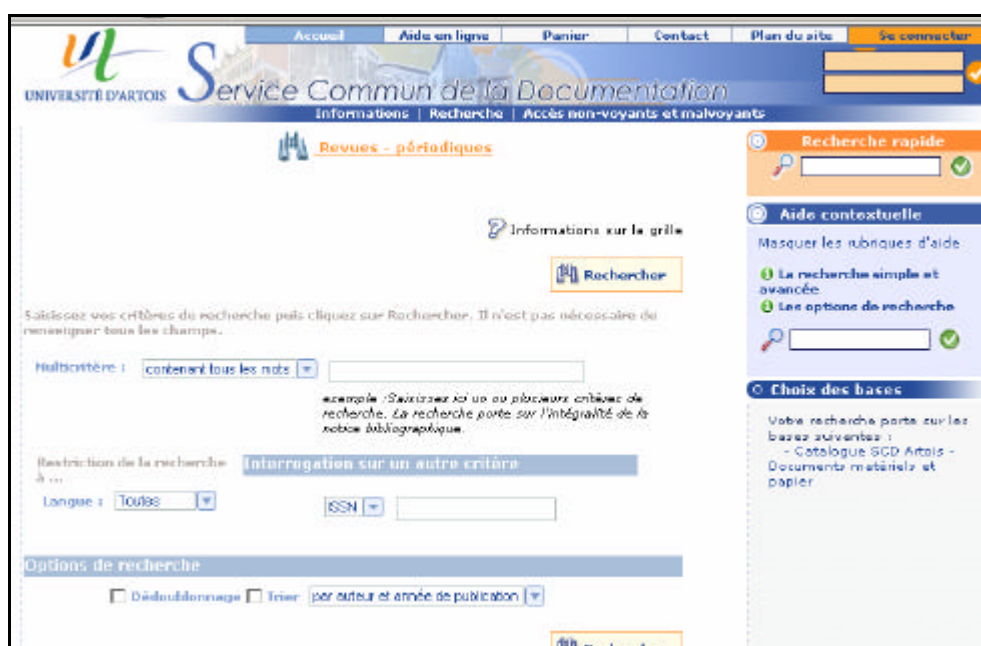 Accueil Aide en ligne Panier Contact Plan du site Se connecter
UNIVERSITÉ D'ARTOIS
Service Commun de la Documentation
Informations | Recherche | Accès non-voyants et malvoyants
Revues - périodiques
Informations sur la grille
Rechercher
Saisissez vos critères de recherche puis cliquez sur Rechercher. Il n'est pas nécessaire de
renseigner tous les champs.
Multicritère : contenant tous les mots
exemple :Saisissez ici un ou plusieurs critères de
recherche. La recherche porte sur l'intégralité de la
notice bibliographique.
Restriction de la recherche
à ...
Interrogation sur un autre critère
Langue : Toutes
ISSN
Options de recherche
Dédoublonnage Trier par auteur et année de publication
Rechercher
Recherche rapide
Aide contextuelle
Masquer les rubriques d'aide
La recherche simple et
avancée
Les options de recherche
Choix des bases
Votre recherche porte sur les
bases suivantes :
- Catalogue SCD Artois -
Documents matériels et
papier